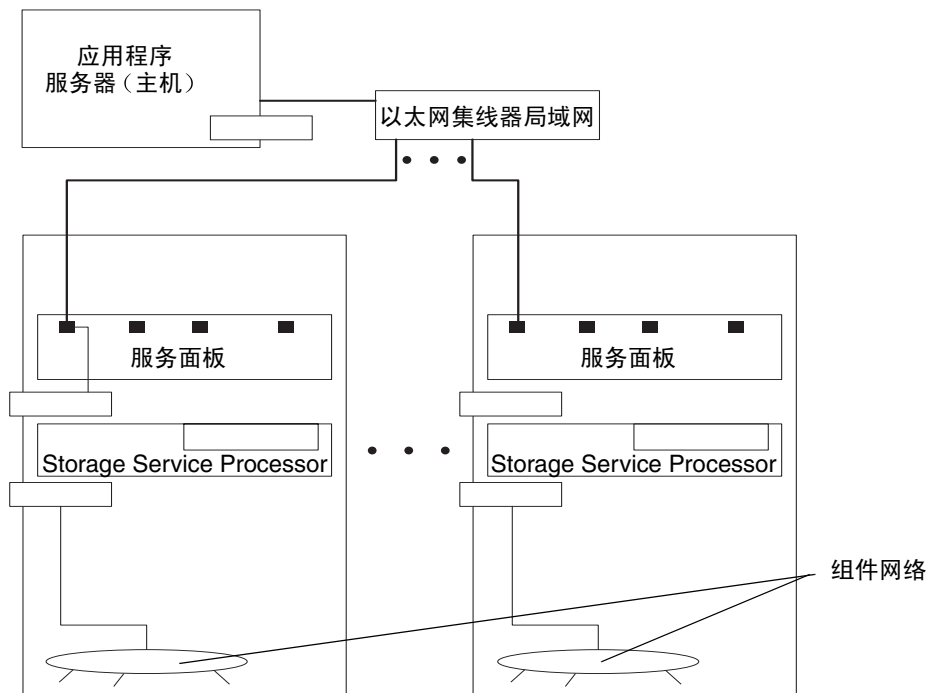 应用程序
服务器（主机）
以太网集线器局域网
服务面板
服务面板
Storage Service Processor
Storage Service Processor
组件网络